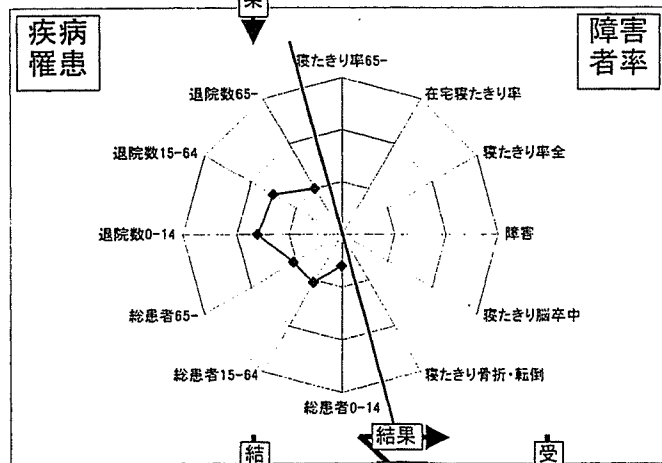 疾病
罹患
障害
者率
寝たきり率65-
退院数65-
在宅寝たきり率
退院数15-64
寝たきり率全
退院数0-14
障害
総患者65-
寝たきり脳卒中
総患者15-64
寝たきり骨折・転倒
総患者0-14
結果
結
受